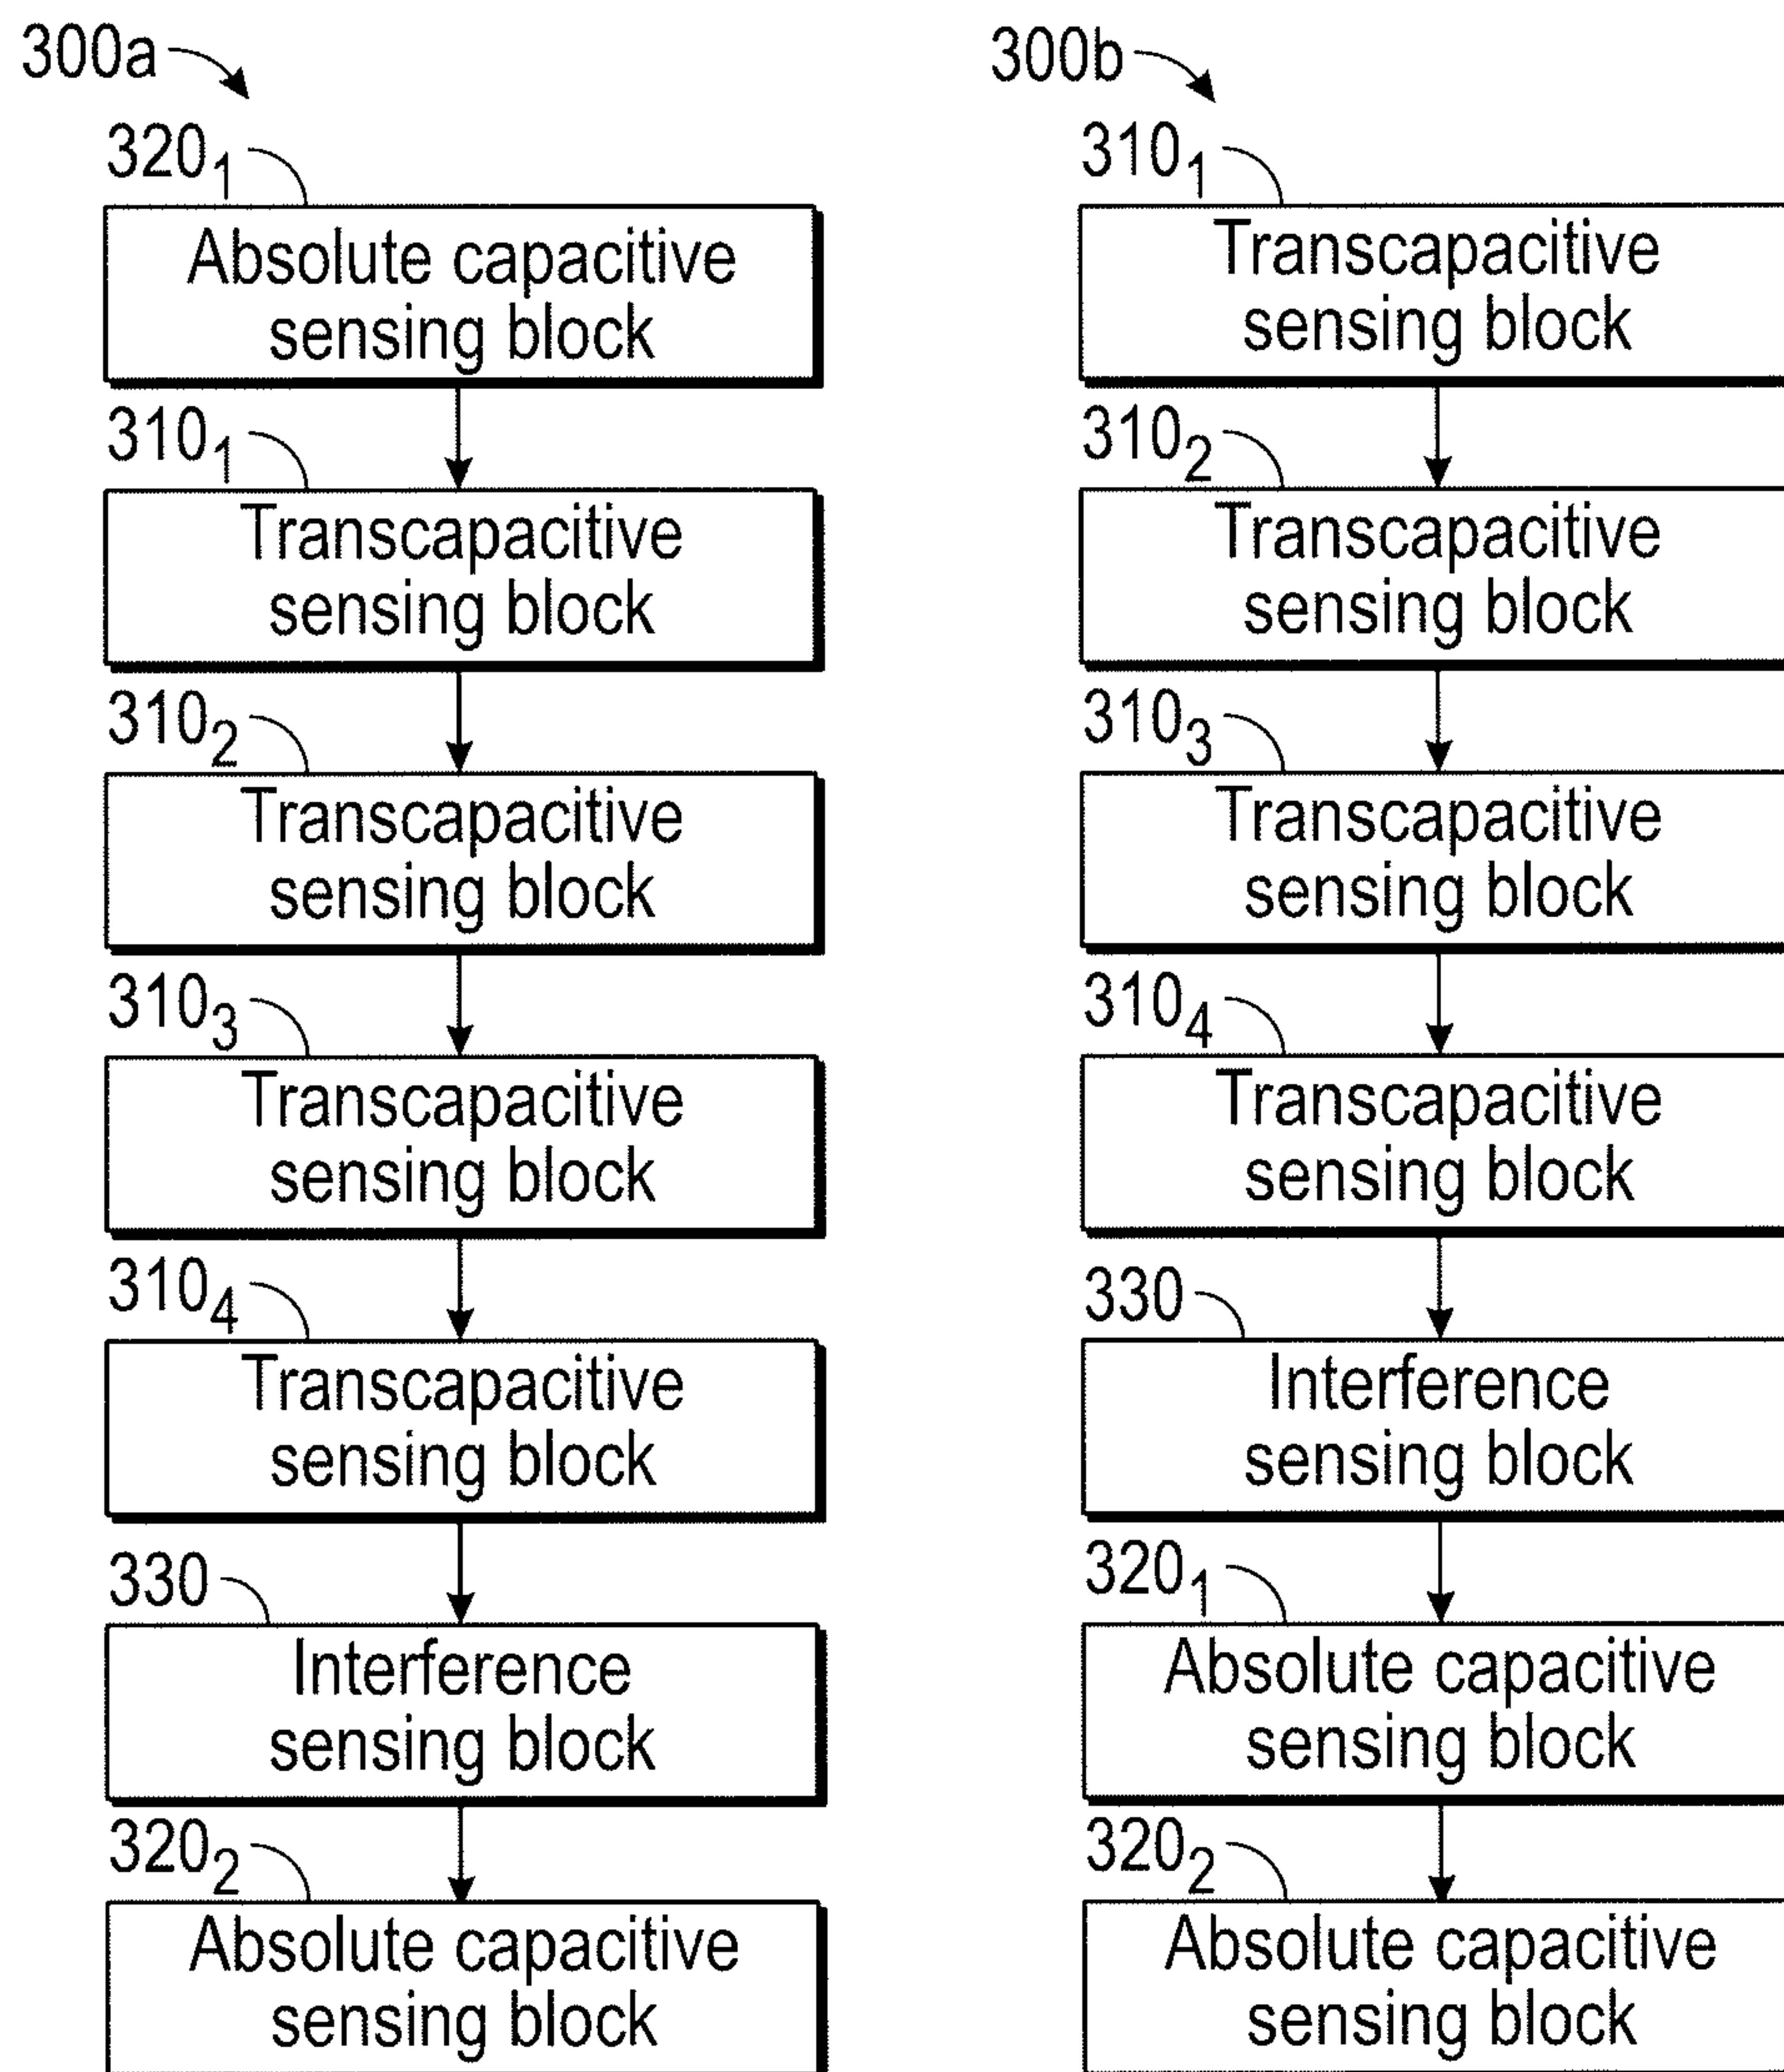 300a
320₁
Absolute capacitive
sensing block
310₁
Transcapacitive
sensing block
310₂
Transcapacitive
sensing block
310₃
Transcapacitive
sensing block
310₄
Transcapacitive
sensing block
330
Interference
sensing block
320₂
Absolute capacitive
sensing block
300b
310₁
Transcapacitive
sensing block
310₂
Transcapacitive
sensing block
310₃
Transcapacitive
sensing block
310₄
Transcapacitive
sensing block
330
Interference
sensing block
320₁
Absolute capacitive
sensing block
320₂
Absolute capacitive
sensing block